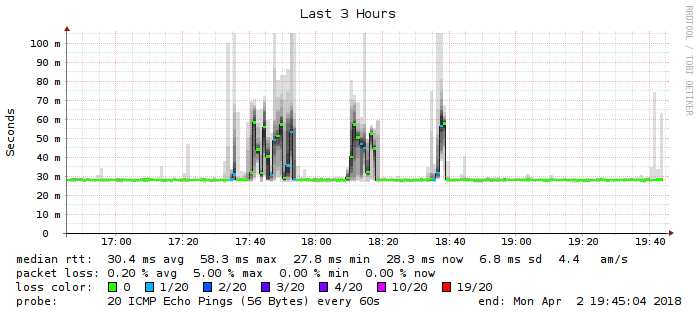 Last 3 Hours
RRDTOOL / TOBI OETIKER
Seconds
100 m
90 m
80 m
70 m
60 m
50 m
40 m
30 m
20 m
10 m
0
17:00 17:20 17:40 18:00 18:20 18:40 19:00 19:20 19:40
median rtt: 30.4 ms avg 58.3 ms max 27.8 ms min 28.3 ms now 6.8 ms sd 4.4 am/s
packet loss: 0.20 % avg 5.00 % max 0.00 % min 0.00 % now
loss color: 0 1/20 2/20 3/20 4/20 10/20 19/20
probe: 20 ICMP Echo Pings (56 Bytes) every 60s end: Mon Apr 2 19:45:04 2018